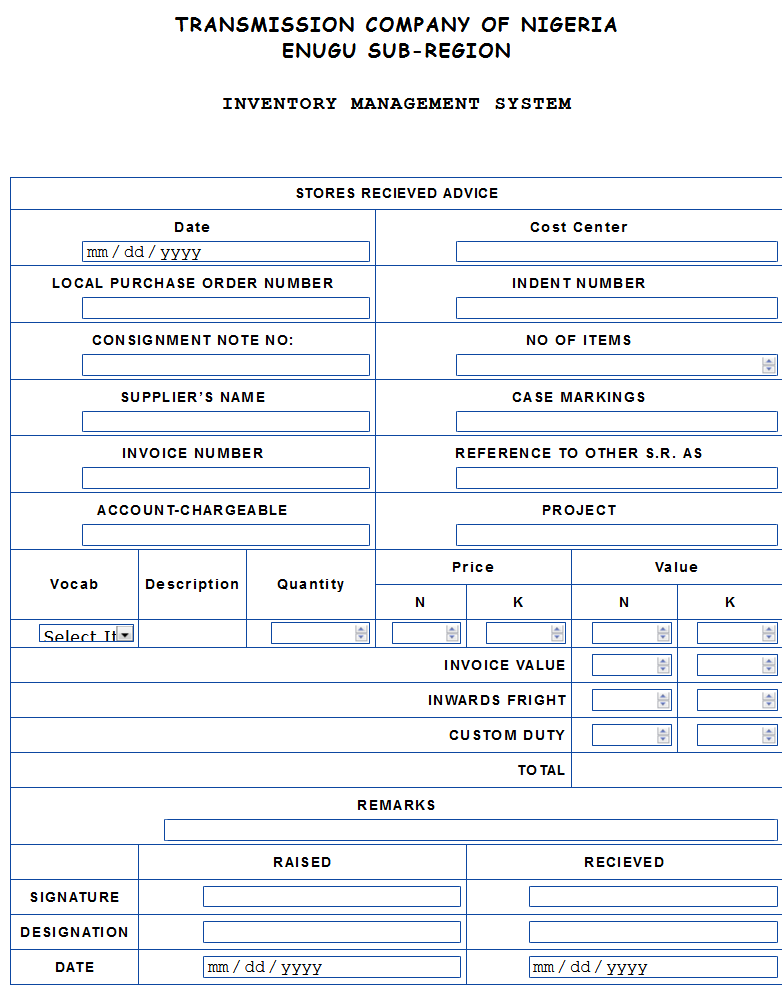 TRANSMISSION COMPANY OF NIGERIA
ENUGU SUB-REGION
INVENTORY MANAGEMENT SYSTEM
STORES RECIEVED ADVICE
Date Cost Center
mm / dd / yyyy
LOCAL PURCHASE ORDER NUMBER INDENT NUMBER
CONSIGNMENT NOTE NO: NO OF ITEMS
SUPPLIER'S NAME CASE MARKINGS
INVOICE NUMBER REFERENCE TO OTHER S.R. AS
ACCOUNT-CHARGEABLE PROJECT
Vocab Description Quantity Price Value
N K N K
Select It
INVOICE VALUE
INWARDS FRIGHT
CUSTOM DUTY
TOTAL
REMARKS
RAISED RECIEVED
SIGNATURE
DESIGNATION
DATE mm / dd / yyyy mm / dd / yyyy